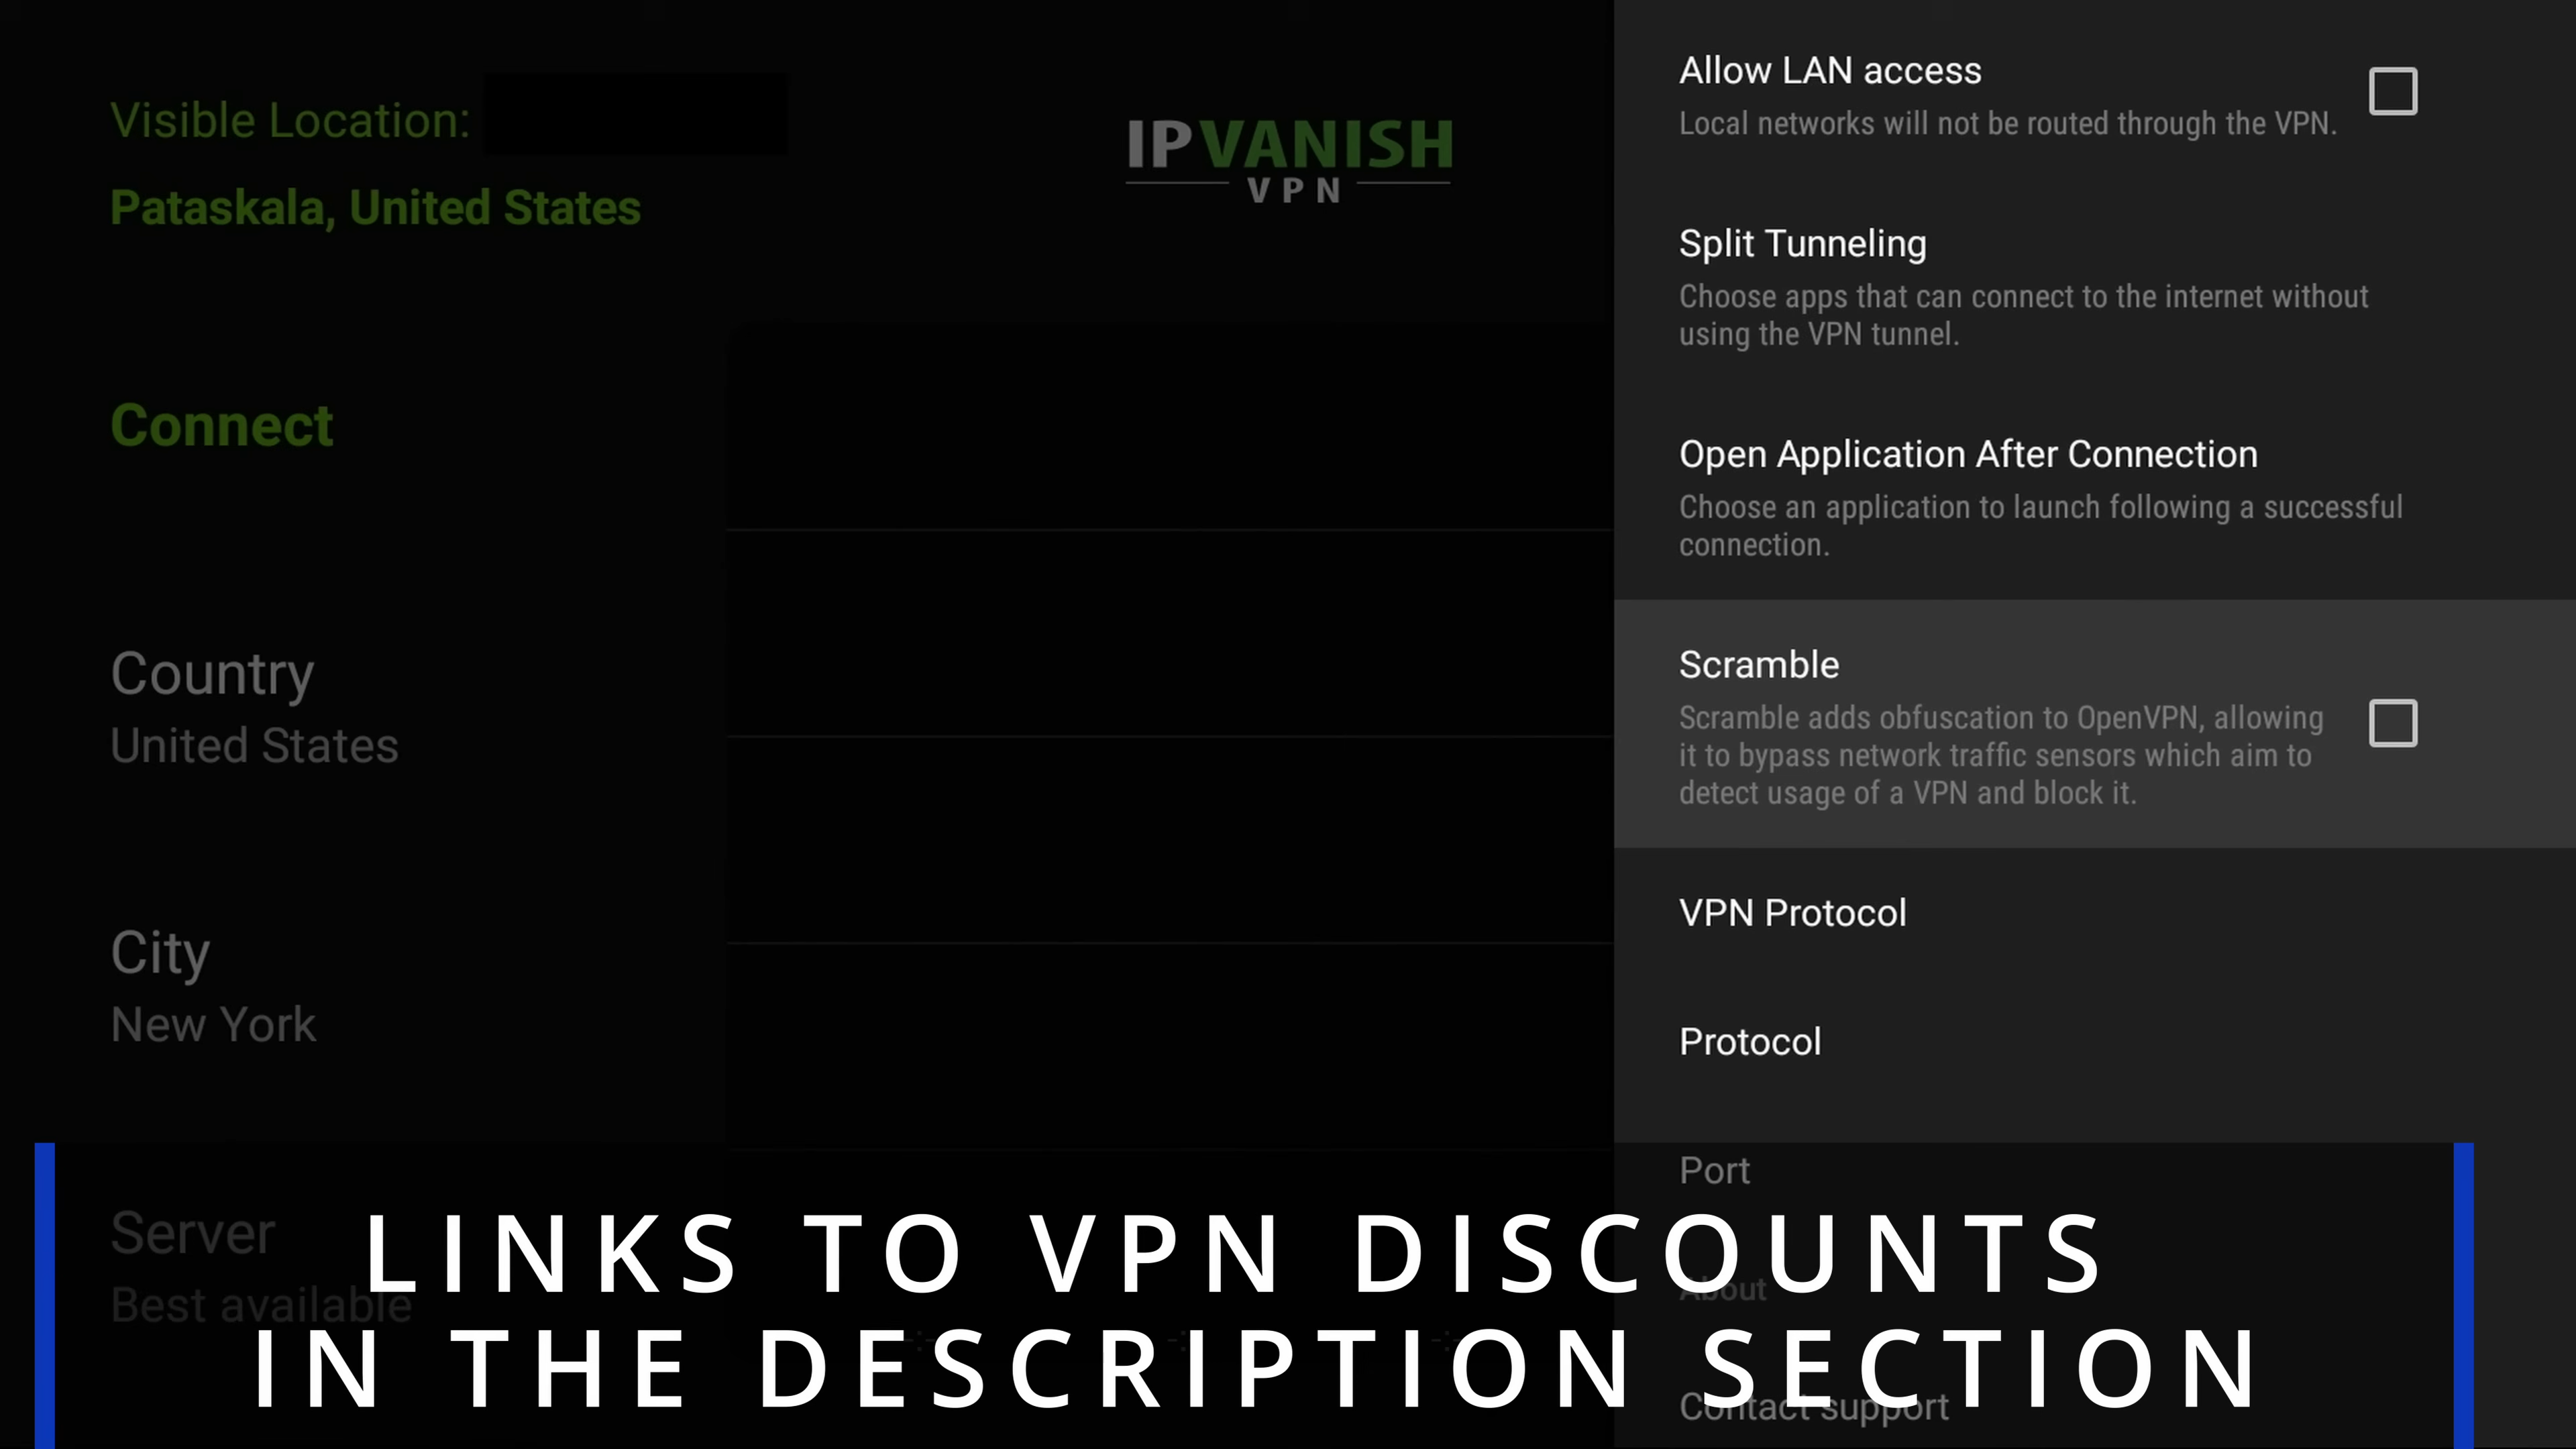 Visible Location:
Pataskala, United States
Connect
Country
United States
City
New York
Server
Best available
IPVANISH
VPN
Allow LAN access
Local networks will not be routed through the VPN.
Split Tunneling
Choose apps that can connect to the internet without
using the VPN tunnel.
Open Application After Connection
Choose an application to launch following a successful
connection.
Scramble
Scramble adds obfuscation to OpenVPN, allowing
it to bypass network traffic sensors which aim to
detect usage of a VPN and block it.
VPN Protocol
Protocol
Port
About
Contact support
LINKS TO VPN DISCOUNTS
IN THE DESCRIPTION SECTION